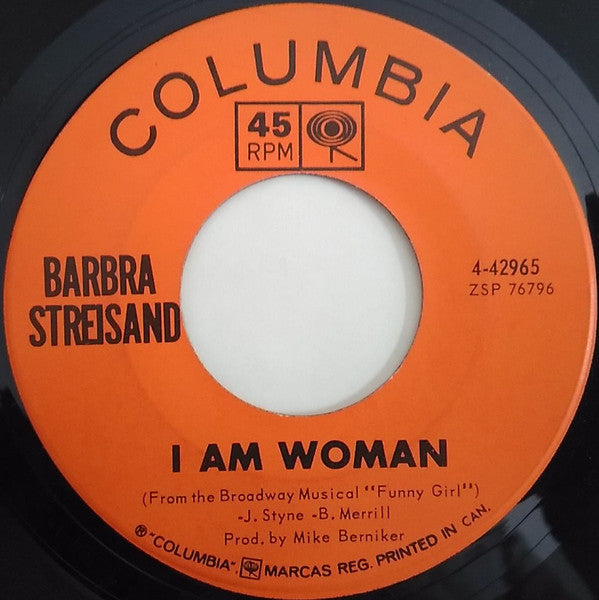 COLUMBIA
45
RPM
BARBRA
STREISAND
4-42965
ZSP 76796
I AM WOMAN
(From the Broadway Musical "Funny Girl")
-J. Styne -B. Merrill
Prod. by Mike Berniker
Ⓡ "COLUMBIA", MARCAS REG. PRINTED IN CAN.